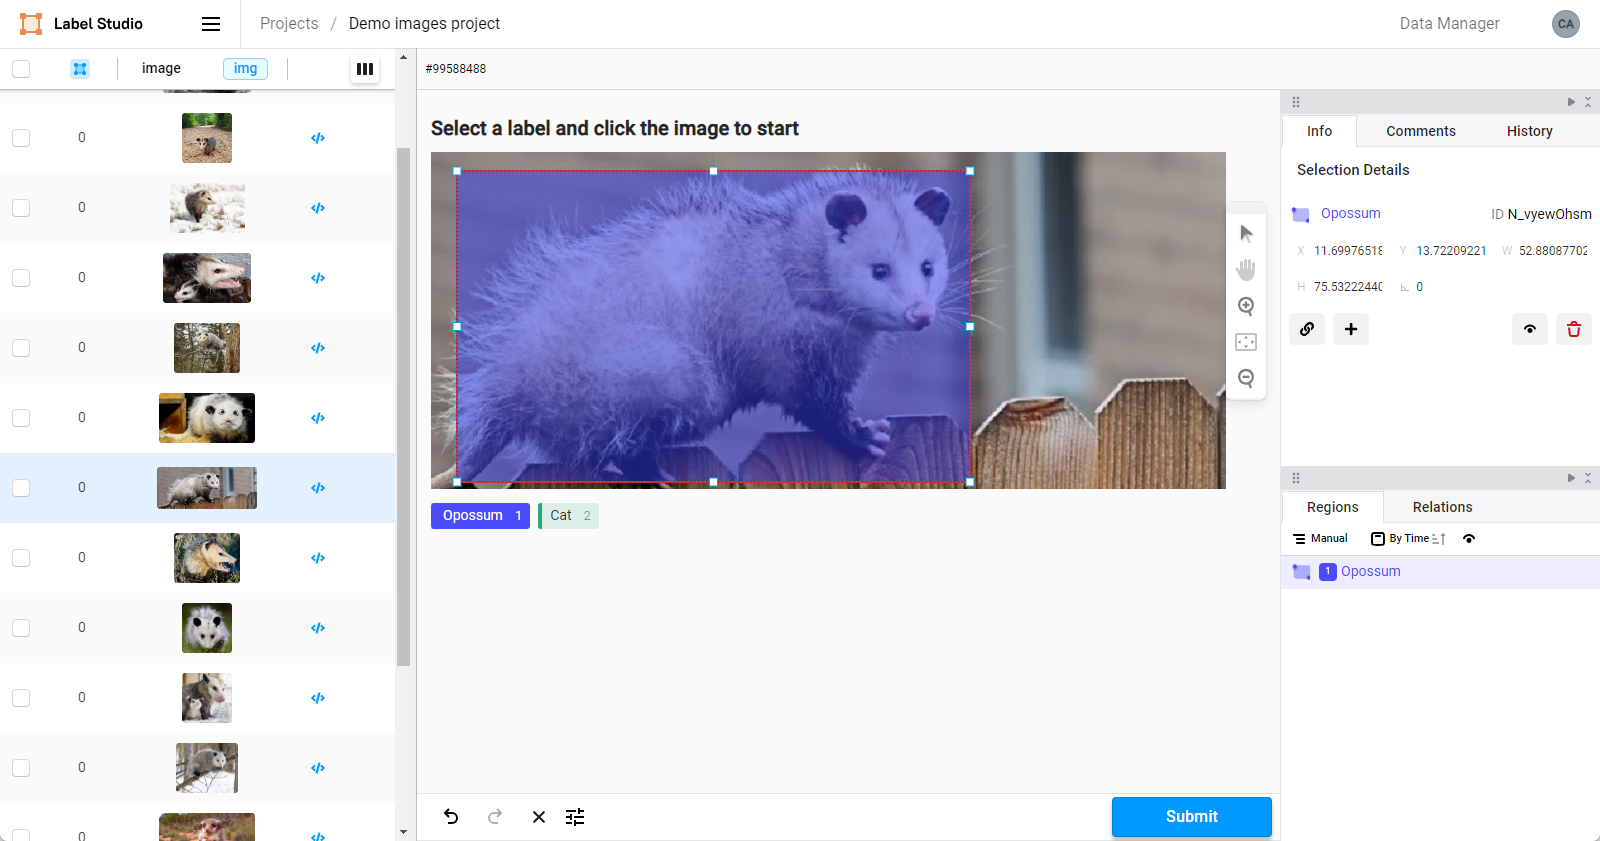 Label Studio
Projects / Demo images project
Data Manager
CA
image
img
#99588488
0
0
0
0
0
0
0
0
0
0
0
Select a label and click the image to start
Opossum 1
Cat 2
Submit
Info
Comments
History
Selection Details
Opossum
ID N_vyewOhsm
X 11.69976518
Y 13.72209221
W 52.88087702
H 75.53222440
0
Regions
Relations
Manual
By Time
1 Opossum